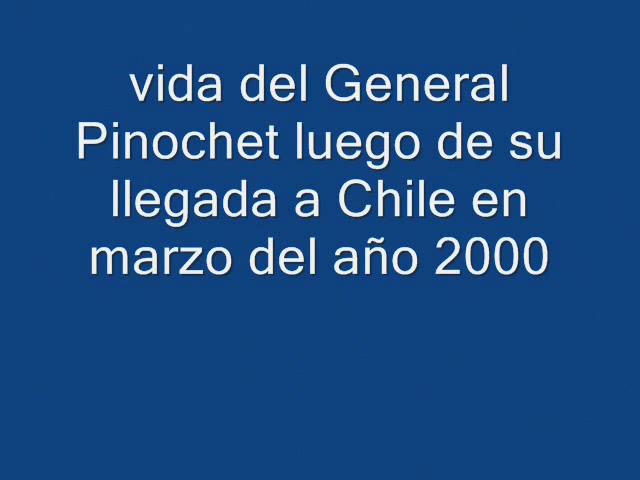 vida del General
Pinochet luego de su
llegada a Chile en
marzo del año 2000